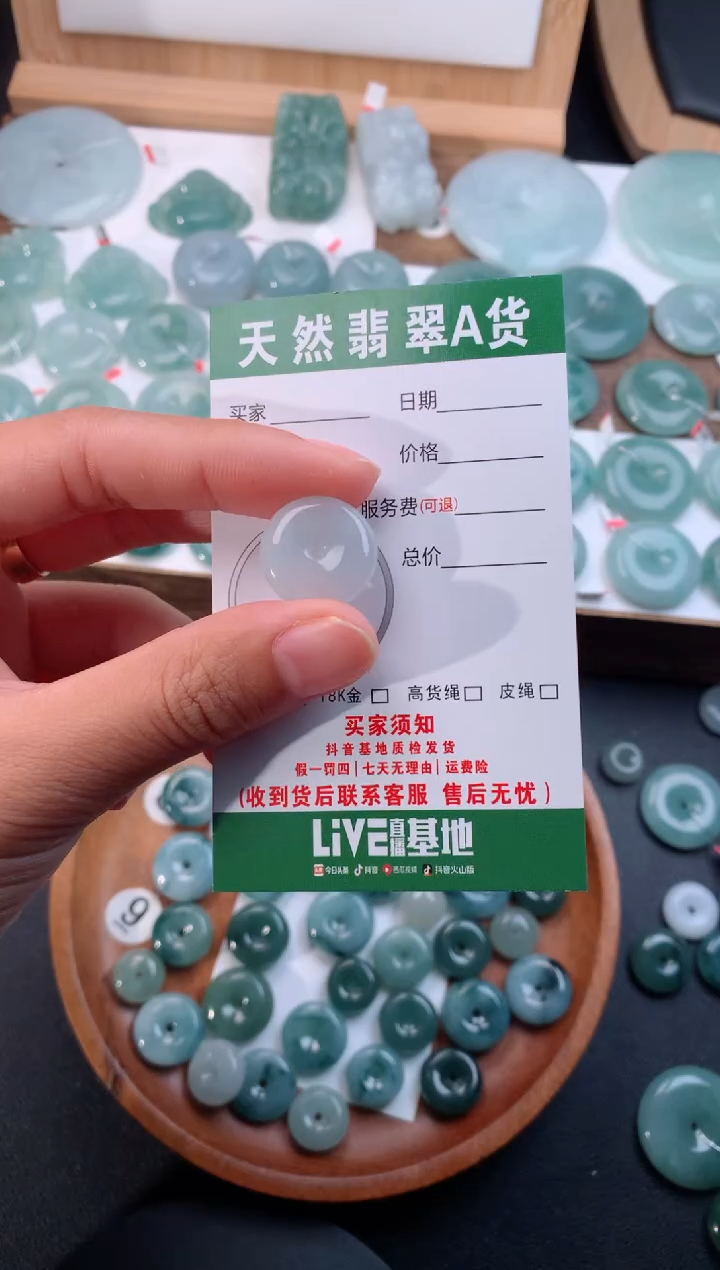 天然翡翠A货
买家
日期
价格
服务费(可退)
总价
18K金 高货绳 皮绳
买家须知
抖音基地质检发货
假一罚四|七天无理由|运费险
(收到货后联系客服 售后无忧)
LiVE直播基地
今日头条 抖音 西瓜视频 抖音火山版
9